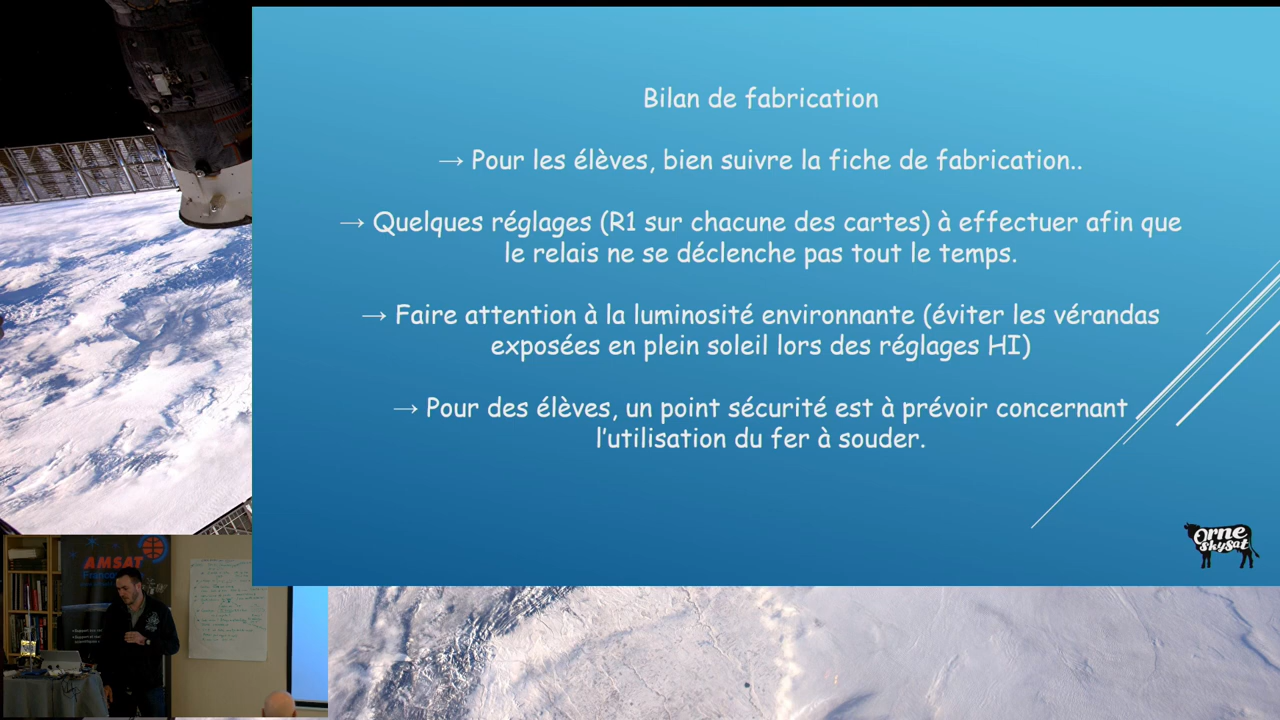 Bilan de fabrication
→ Pour les élèves, bien suivre la fiche de fabrication..
→ Quelques réglages (R1 sur chacune des cartes) à effectuer afin que
le relais ne se déclenche pas tout le temps.
→ Faire attention à la luminosité environnante (éviter les vérandas
exposées en plein soleil lors des réglages HI)
→ Pour des élèves, un point sécurité est à prévoir concernant
l'utilisation du fer à souder.
Orne
SkySat
AMSAT